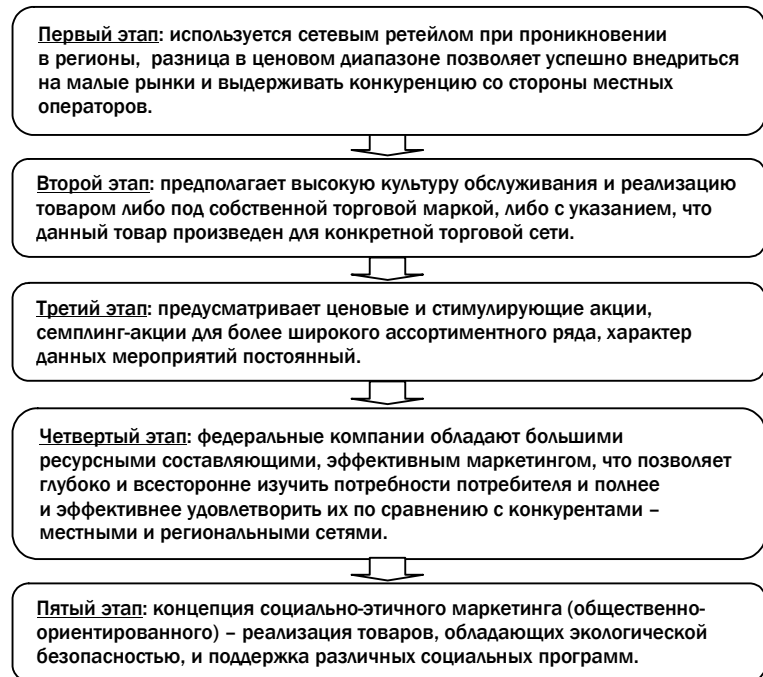 Первый этап: используется сетевым ретейлом при проникновении
в регионы, разница в ценовом диапазоне позволяет успешно внедриться
на малые рынки и выдерживать конкуренцию со стороны местных
операторов.
Второй этап: предполагает высокую культуру обслуживания и реализацию
товаром либо под собственной торговой маркой, либо с указанием, что
данный товар произведен для конкретной торговой сети.
Третий этап: предусматривает ценовые и стимулирующие акции,
семплинг-акции для более широкого ассортиментного ряда, характер
данных мероприятий постоянный.
Четвертый этап: федеральные компании обладают большими
ресурсными составляющими, эффективным маркетингом, что позволяет
глубоко и всесторонне изучить потребности потребителя и полнее
и эффективнее удовлетворить их по сравнению с конкурентами –
местными и региональными сетями.
Пятый этап: концепция социально-этичного маркетинга (общественно-
ориентированного) – реализация товаров, обладающих экологической
безопасностью, и поддержка различных социальных программ.